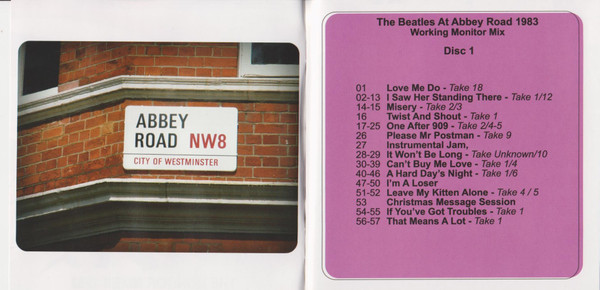 ABBEY
ROAD NW8
CITY OF WESTMINSTER
The Beatles At Abbey Road 1983
Working Monitor Mix
Disc 1
01 Love Me Do - Take 18
02-13 I Saw Her Standing There - Take 1/12
14-15 Misery - Take 2/3
16 Twist And Shout - Take 1
17-25 One After 909 - Take 2/4-5
26 Please Mr Postman - Take 9
27 Instrumental Jam,
28-29 It Won't Be Long - Take Unknown/10
30-39 Can't Buy Me Love - Take 1/4
40-46 A Hard Day's Night - Take 1/6
47-50 I'm A Loser
51-52 Leave My Kitten Alone - Take 4 / 5
53 Christmas Message Session
54-55 If You've Got Troubles - Take 1
56-57 That Means A Lot - Take 1